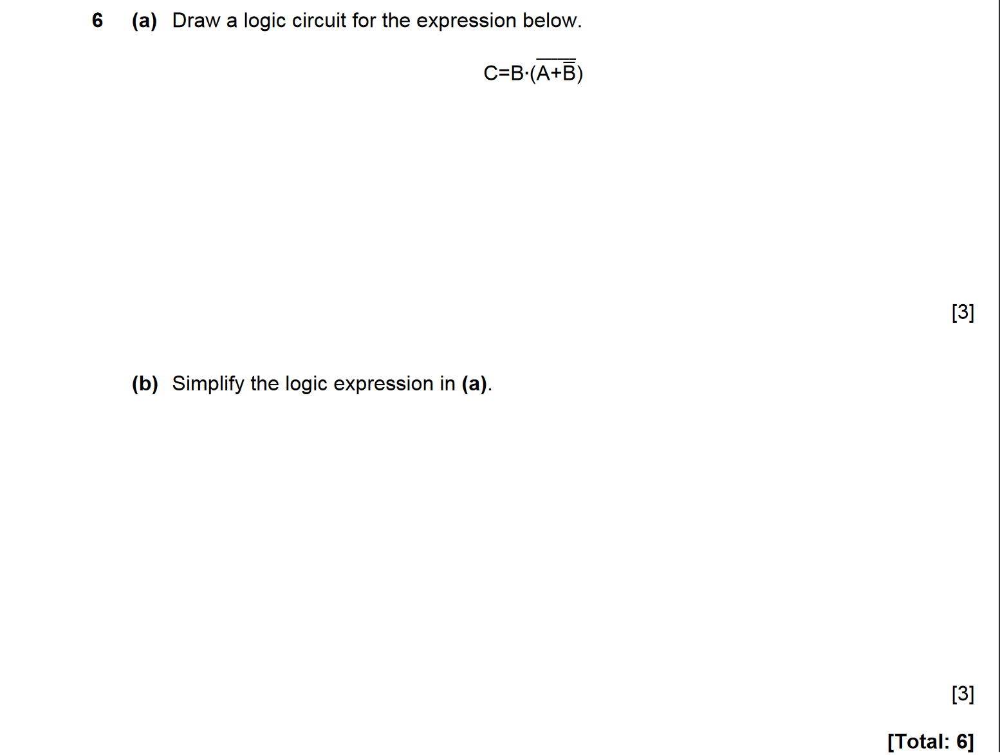 6 (a) Draw a logic circuit for the expression below.
C=B·(A̅+̅B̿)
[3]
(b) Simplify the logic expression in (a).
[3]
[Total: 6]